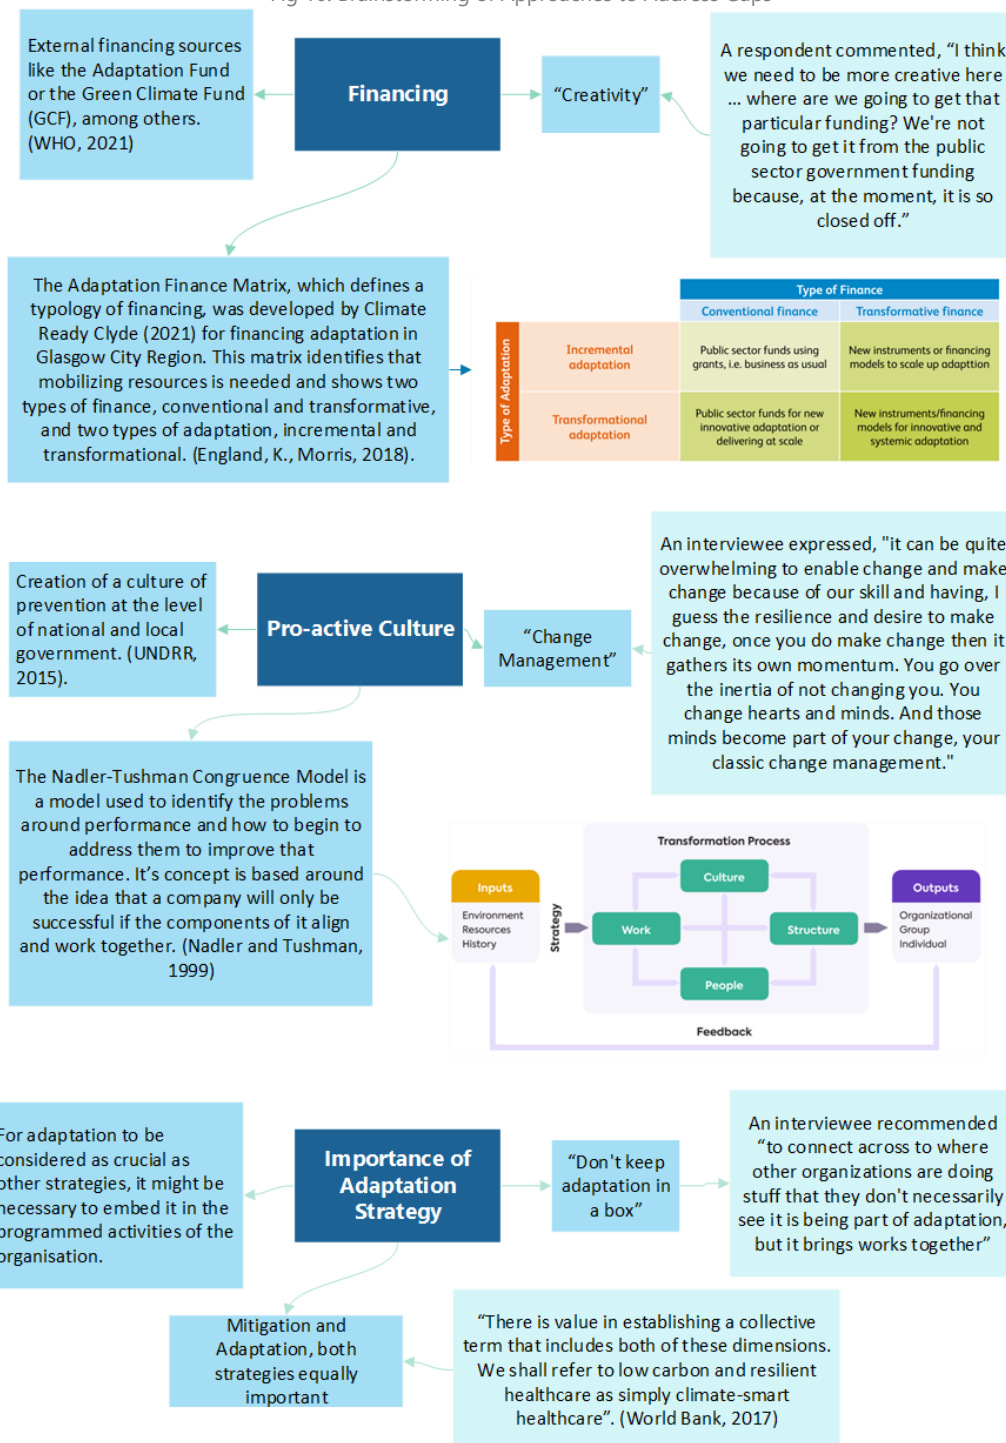 Fig 10: Brainstorming of Approaches to Address Gaps
External financing sources
like the Adaptation Fund
or the Green Climate Fund
(GCF), among others.
(WHO, 2021)
Financing
“Creativity”
A respondent commented, “I think
we need to be more creative here
... where are we going to get that
particular funding? We're not
going to get it from the public
sector government funding
because, at the moment, it is so
closed off.”
The Adaptation Finance Matrix, which defines a
typology of financing, was developed by Climate
Ready Clyde (2021) for financing adaptation in
Glasgow City Region. This matrix identifies that
mobilizing resources is needed and shows two
types of finance, conventional and transformative,
and two types of adaptation, incremental and
transformational. (England, K., Morris, 2018).
Type of Finance
Conventional finance
Transformative finance
Type of Adaptation
Incremental
adaptation
Public sector funds using
grants, i.e. business as usual
New instruments or financing
models to scale up adapttion
Transformational
adaptation
Public sector funds for new
innovative adaptation or
delivering at scale
New instruments/financing
models for innovative and
systemic adaptation
Creation of a culture of
prevention at the level
of national and local
government. (UNDRR,
2015).
Pro-active Culture
“Change
Management”
An interviewee expressed, "it can be quite
overwhelming to enable change and make
change because of our skill and having, I
guess the resilience and desire to make
change, once you do make change then it
gathers its own momentum. You go over
the inertia of not changing you. You
change hearts and minds. And those
minds become part of your change, your
classic change management."
The Nadler-Tushman Congruence Model is
a model used to identify the problems
around performance and how to begin to
address them to improve that
performance. It’s concept is based around
the idea that a company will only be
successful if the components of it align
and work together. (Nadler and Tushman,
1999)
Transformation Process
Inputs
Environment
Resources
History
Strategy
Culture
Work
Structure
People
Outputs
Organizational
Group
Individual
Feedback
For adaptation to be
considered as crucial as
other strategies, it might be
necessary to embed it in the
programmed activities of the
organisation.
Importance of
Adaptation
Strategy
“Don't keep
adaptation in
a box”
An interviewee recommended
“to connect across to where
other organizations are doing
stuff that they don't necessarily
see it is being part of adaptation,
but it brings works together”
Mitigation and
Adaptation, both
strategies equally
important
“There is value in establishing a collective
term that includes both of these dimensions.
We shall refer to low carbon and resilient
healthcare as simply climate-smart
healthcare”. (World Bank, 2017)